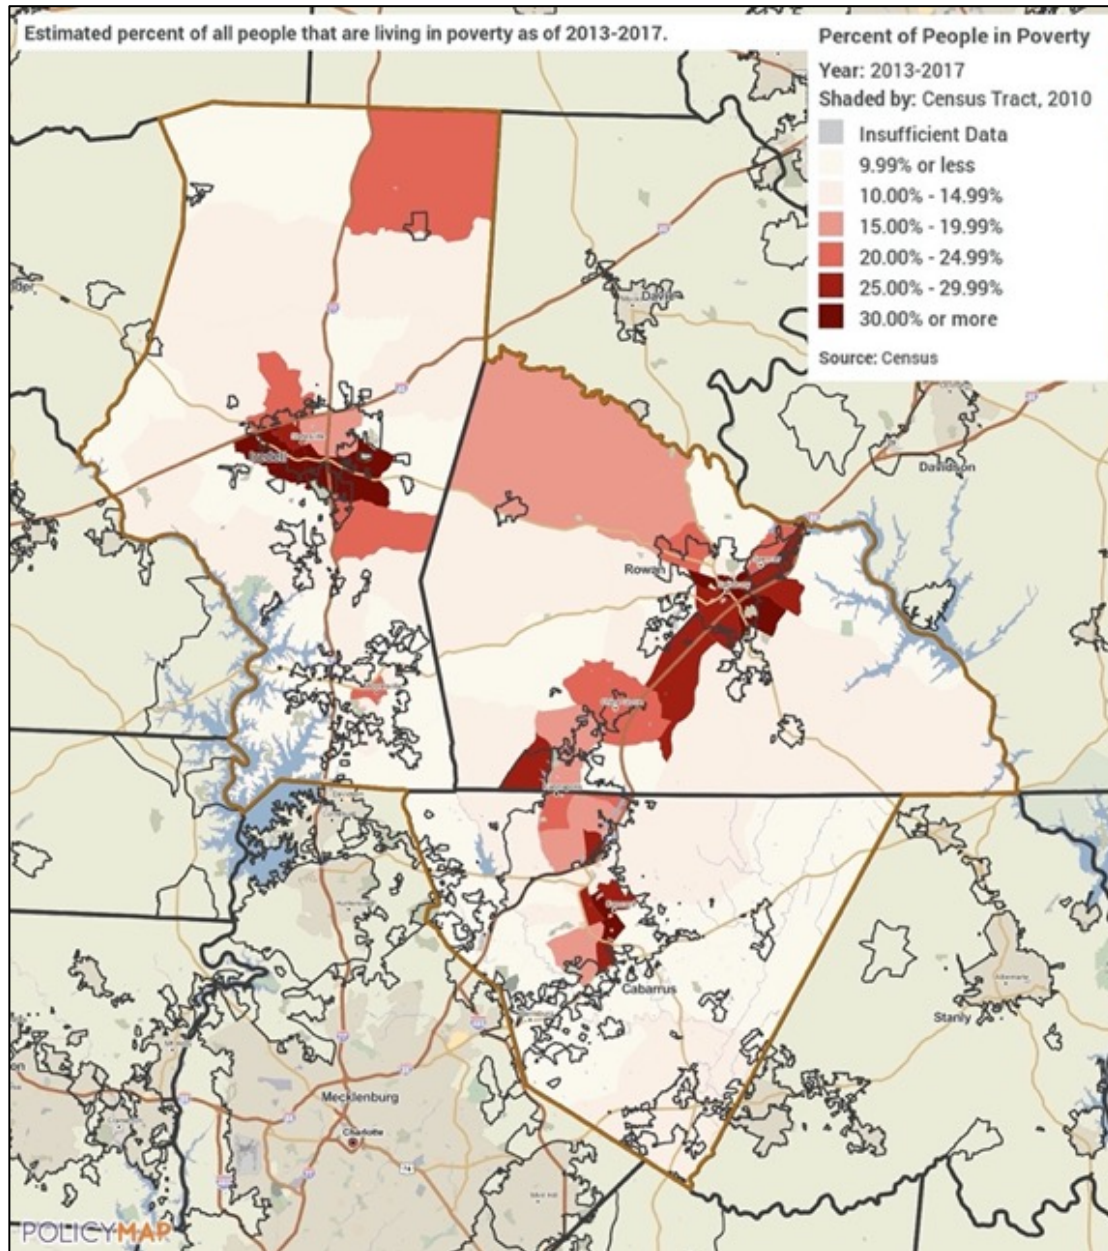 Estimated percent of all people that are living in poverty as of 2013-2017.
Percent of People in Poverty
Year: 2013-2017
Shaded by: Census Tract, 2010
Insufficient Data
9.99% or less
10.00% - 14.99%
15.00% - 19.99%
20.00% - 24.99%
25.00% - 29.99%
30.00% or more
Source: Census
Davie
Iredell
Davidson
Rowan
Davidson
Cabarrus
Stanly
Mecklenburg
Charlotte
POLICYMAP